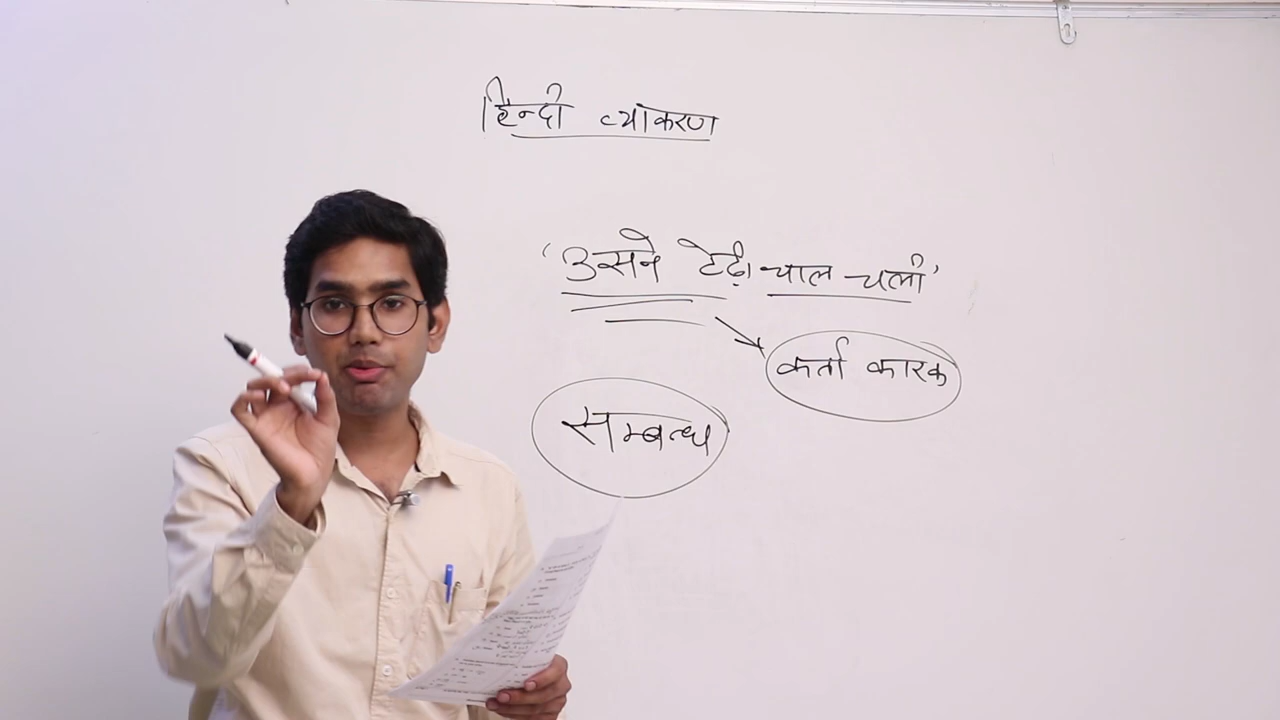 हिन्दी व्याकरण
'उसने टेढ़ी चाल चली'
कर्ता कारक
सम्बन्ध